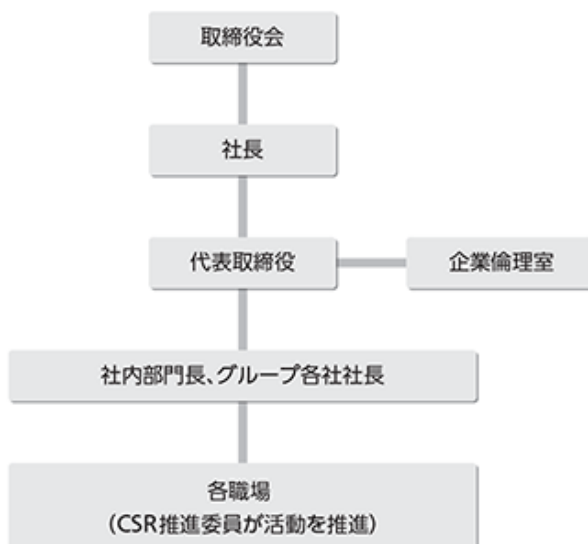 取締役会
社長
代表取締役
企業倫理室
社内部門長、グループ各社社長
各職場
(CSR推進委員が活動を推進)